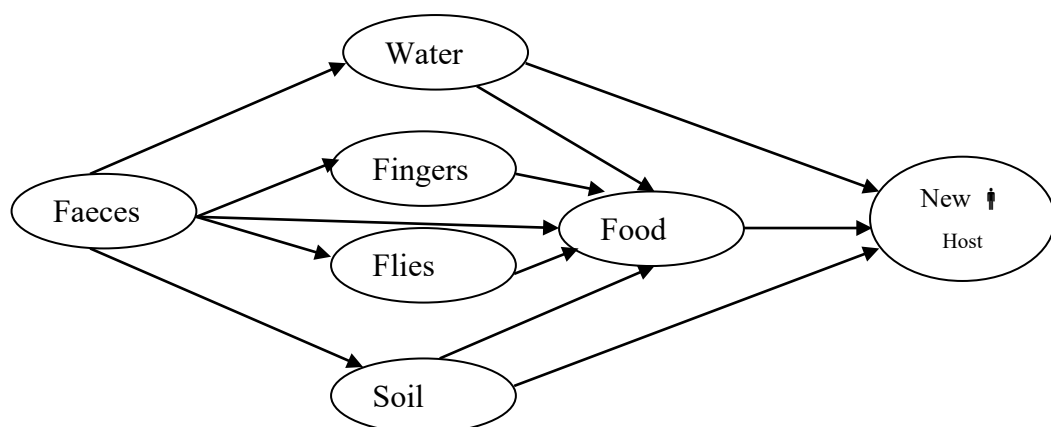 Water
Fingers
Faeces
Food
Flies
Soil
New
Host